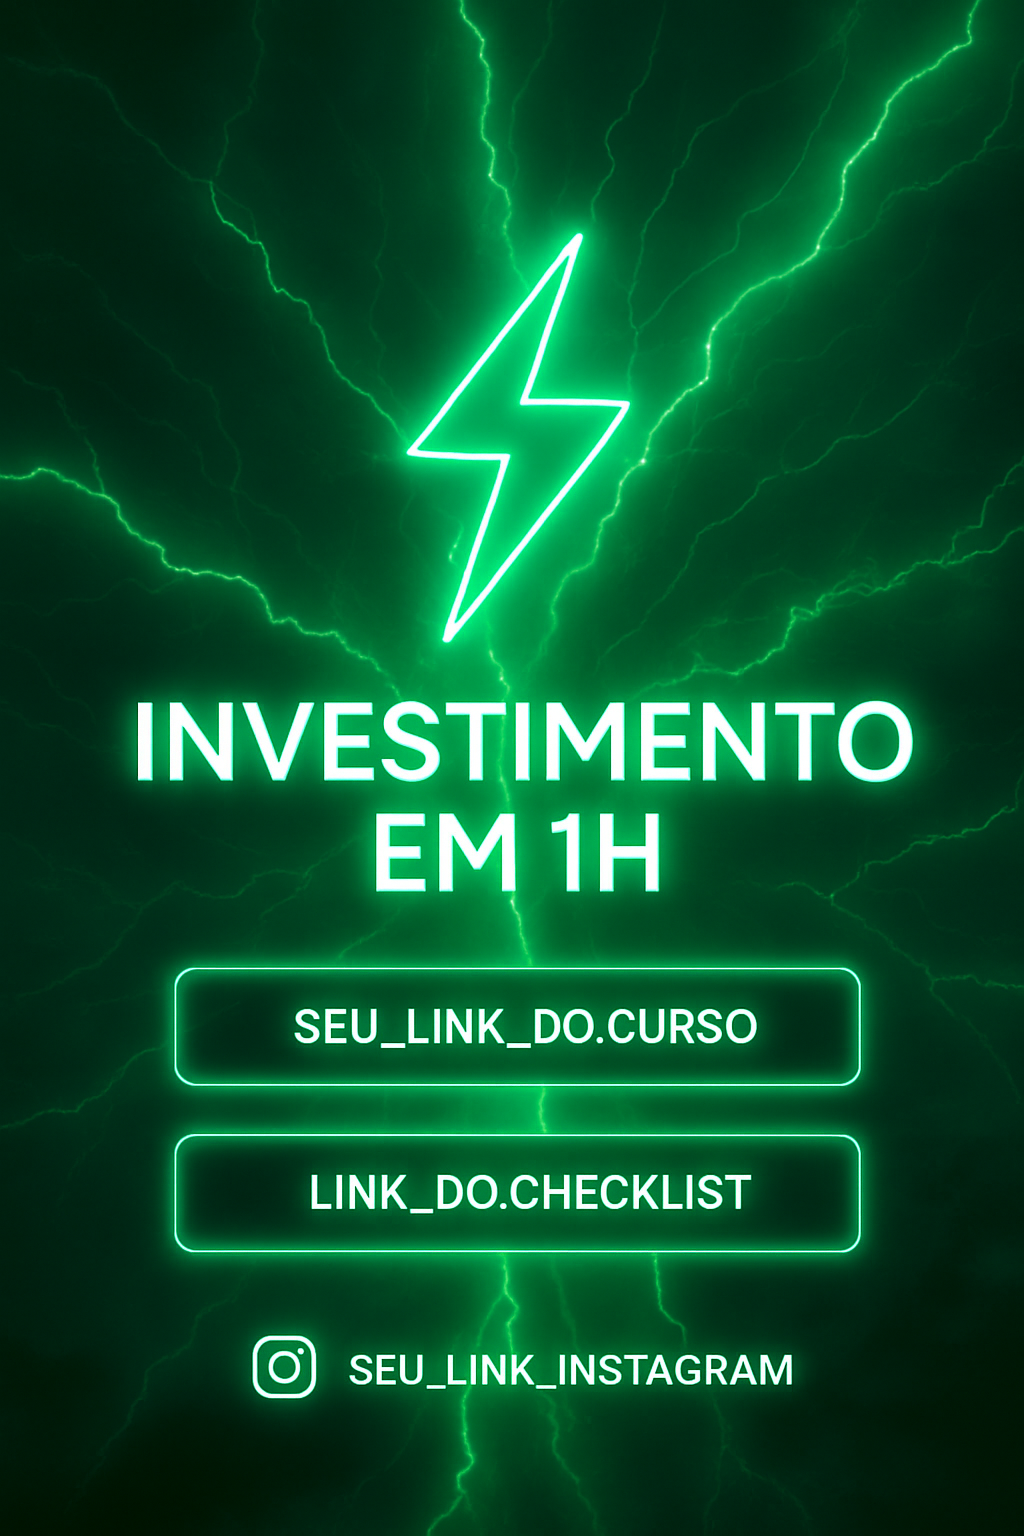 INVESTIMENTO
EM 1H
SEU_LINK_DO.CURSO
LINK_DO.CHECKLIST
SEU_LINK_INSTAGRAM